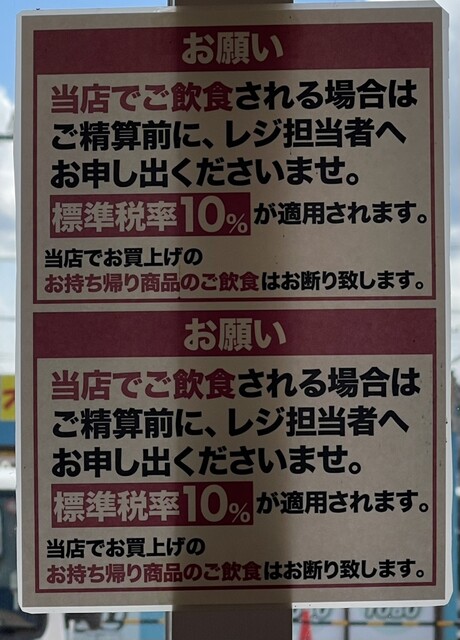 お願い
当店でご飲食される場合は
ご精算前に、レジ担当者へ
お申し出くださいませ。
標準税率10%が適用されます。
当店でお買上げの
お持ち帰り商品のご飲食はお断り致します。
お願い
当店でご飲食される場合は
ご精算前に、レジ担当者へ
お申し出くださいませ。
標準税率10%が適用されます。
当店でお買上げの
お持ち帰り商品のご飲食はお断り致します。